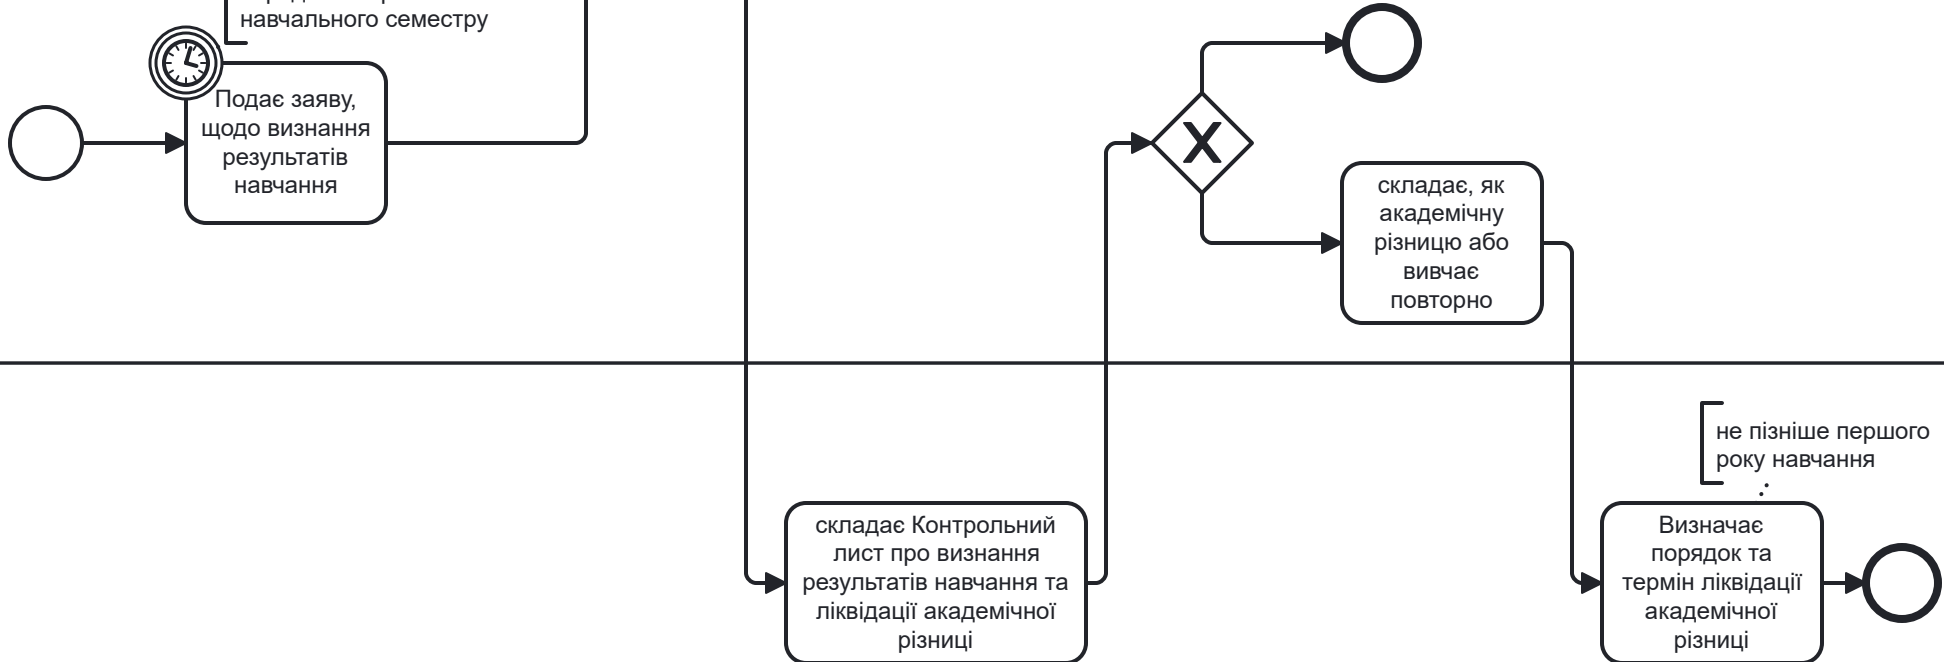 навчального семестру
Подає заяву,
щодо визнання
результатів
навчання
X
складає, як
академічну
різницю або
вивчає
повторно
не пізніше першого
року навчання
складає Контрольний
лист про визнання
результатів навчання та
ліквідації академічної
різниці
Визначає
порядок та
термін ліквідації
академічної
різниці